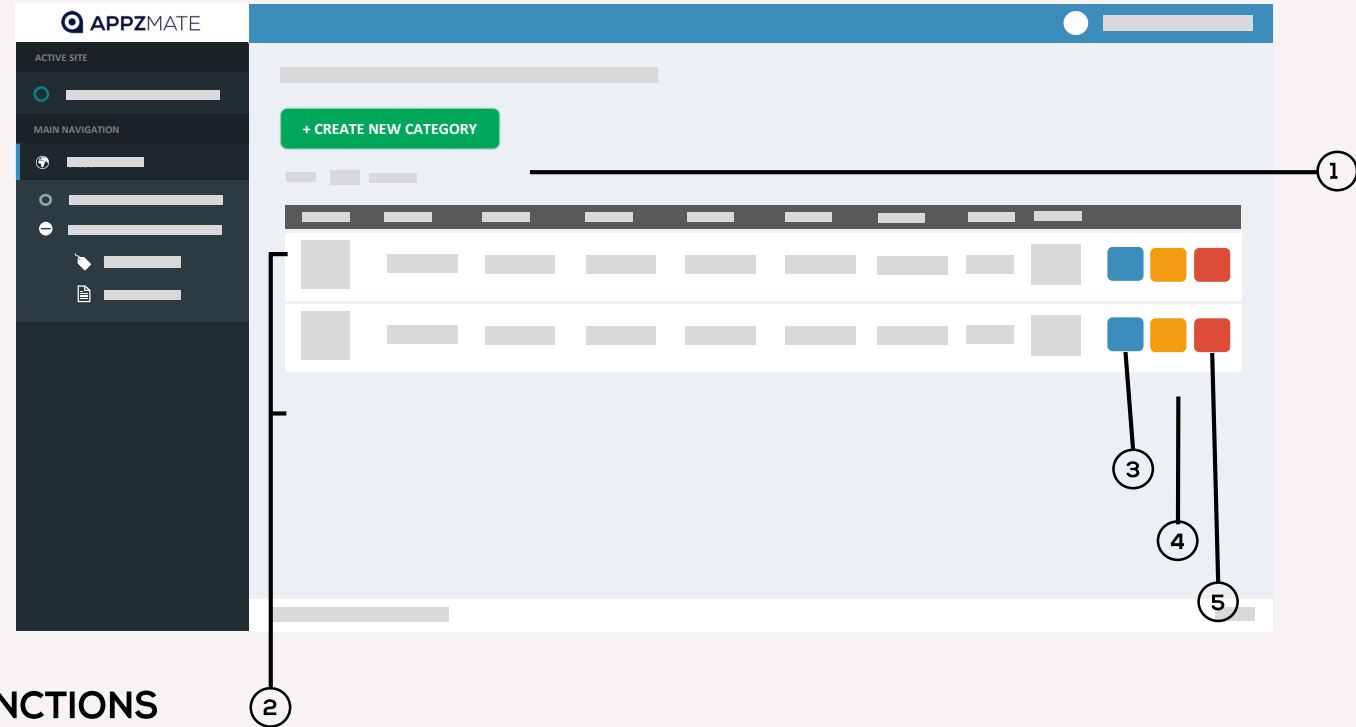 APPZMATE
ACTIVE SITE
MAIN NAVIGATION
+ CREATE NEW CATEGORY
1
3
4
5
2
NCTIONS